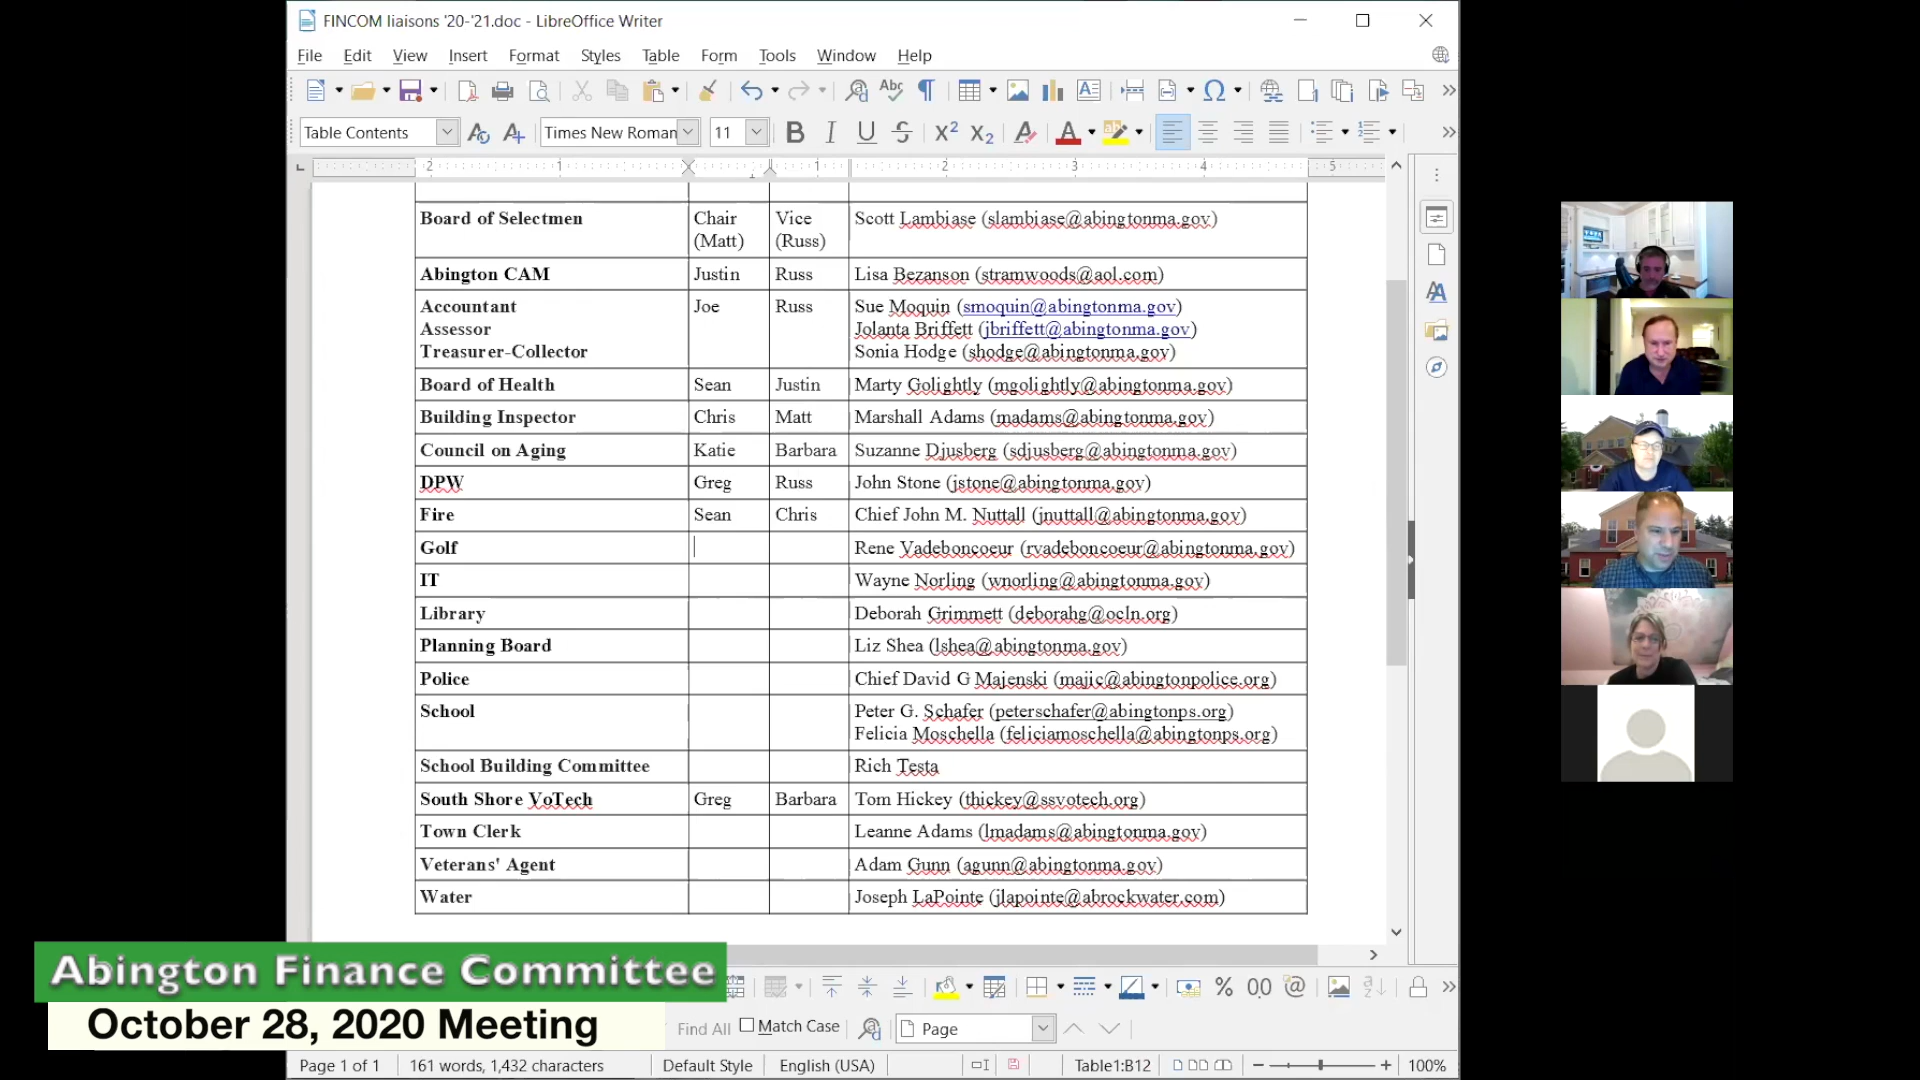 FINCOM liaisons '20-'21.doc - LibreOffice Writer
File Edit View Insert Format Styles Table Form Tools Window Help
Table Contents Times New Roman 11
2 1 1 2 3 4 5
Board of Selectmen Chair (Matt) Vice (Russ) Scott Lambiase (slambiase@abingtonma.gov)
Abington CAM Justin Russ Lisa Bezanson (stramwoods@aol.com)
Accountant Joe Russ Sue Moquin (smoquin@abingtonma.gov)
Assessor Jolanta Briffett (jbriffett@abingtonma.gov)
Treasurer-Collector Sonia Hodge (shodge@abingtonma.gov)
Board of Health Sean Justin Marty Golightly (mgolightly@abingtonma.gov)
Building Inspector Chris Matt Marshall Adams (madams@abingtonma.gov)
Council on Aging Katie Barbara Suzanne Djusberg (sdjusberg@abingtonma.gov)
DPW Greg Russ John Stone (jstone@abingtonma.gov)
Fire Sean Chris Chief John M. Nuttall (jnuttall@abingtonma.gov)
Golf Rene Vadeboncoeur (rvadeboncoeur@abingtonma.gov)
IT Wayne Norling (wnorling@abingtonma.gov)
Library Deborah Grimmett (deborahg@ocln.org)
Planning Board Liz Shea (lshea@abingtonma.gov)
Police Chief David G Majenski (majic@abingtonpolice.org)
School Peter G. Schafer (peterschafer@abingtonps.org)
Felicia Moschella (feliciamoschella@abingtonps.org)
School Building Committee Rich Testa
South Shore VoTech Greg Barbara Tom Hickey (thickey@ssvotech.org)
Town Clerk Leanne Adams (lmadams@abingtonma.gov)
Veterans' Agent Adam Gunn (agunn@abingtonma.gov)
Water Joseph LaPointe (jlapointe@abrockwater.com)
Abington Finance Committee
October 28, 2020 Meeting
Find All Match Case Page
Page 1 of 1 161 words, 1,432 characters Default Style English (USA) Table1:B12 100%